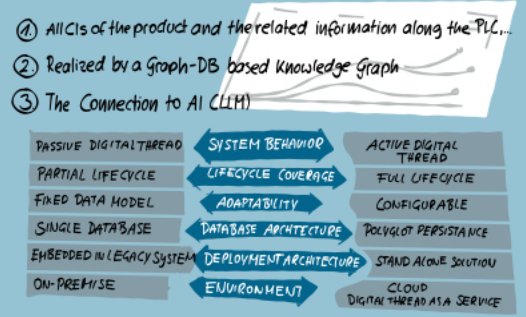 1. All CIs of the product and the related information along the PLC,...
2. Realized by a Graph-DB based Knowledge Graph
3. The Connection to AI (LLM)
PASSIVE DIGITAL THREAD SYSTEM BEHAVIOR ACTIVE DIGITAL THREAD
PARTIAL LIFECYCLE LIFECYCLE COVERAGE FULL LIFECYCLE
FIXED DATA MODEL ADAPTABILITY CONFIGURABLE
SINGLE DATABASE DATABASE ARCHTECTURE POLYGLOT PERSISTANCE
EMBEDDED IN LEGACY SYSTEM DEPLOYMENT ARCHITECTURE STAND ALONE SOLUTION
ON-PREMISE ENVIRONMENT CLOUD
DIGITAL THREAD AS A SERVICE